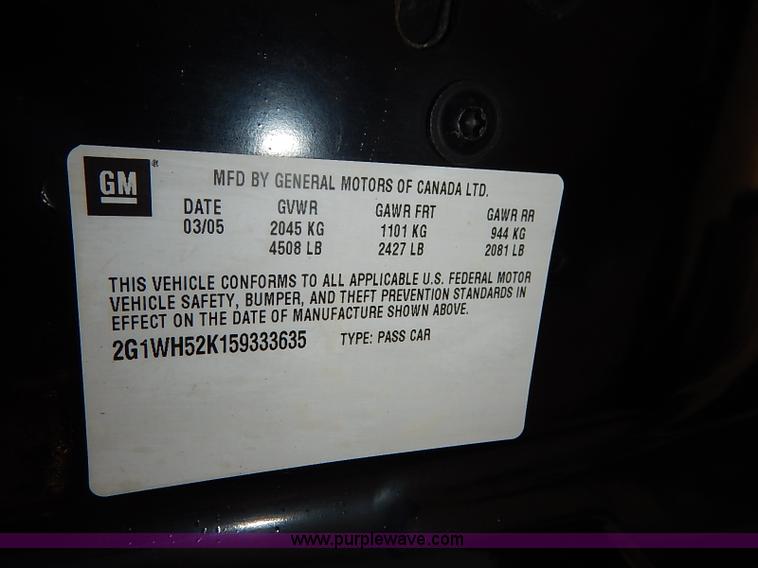 GM ® MFD BY GENERAL MOTORS OF CANADA LTD.
DATE GVWR GAWR FRT GAWR RR
03/05 2045 KG 1101 KG 944 KG
4508 LB 2427 LB 2081 LB
THIS VEHICLE CONFORMS TO ALL APPLICABLE U.S. FEDERAL MOTOR
VEHICLE SAFETY, BUMPER, AND THEFT PREVENTION STANDARDS IN
EFFECT ON THE DATE OF MANUFACTURE SHOWN ABOVE.
2G1WH52K159333635 TYPE: PASS CAR
www.purplewave.com